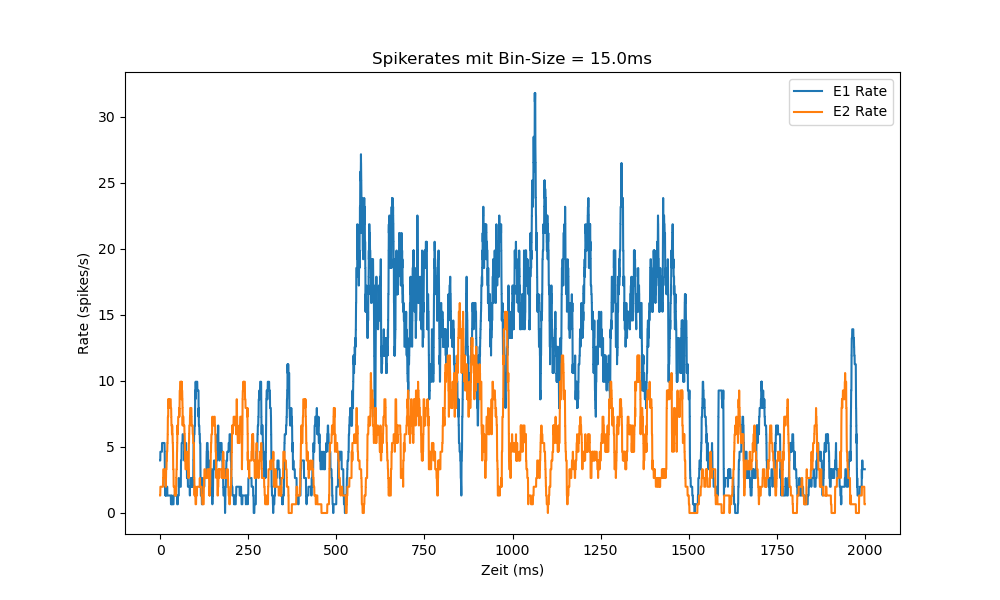 Spikerates mit Bin-Size = 15.0ms
E1 Rate
E2 Rate
Rate (spikes/s)
30
25
20
15
10
5
0
0 250 500 750 1000 1250 1500 1750 2000
Zeit (ms)